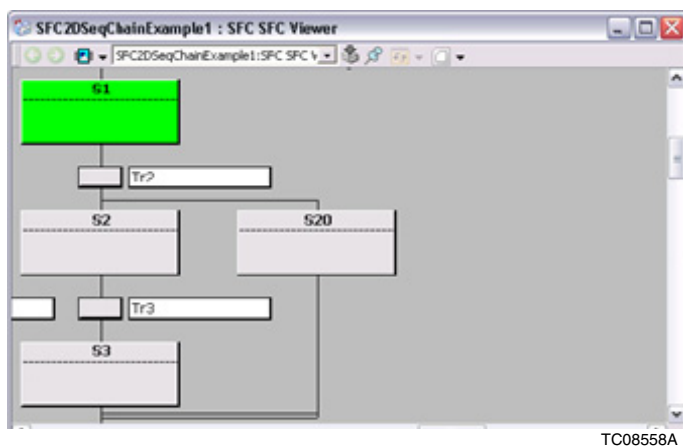 SFC2DSeqChainExample1 : SFC SFC Viewer
SFC2DSeqChainExample1:SFC SFC V
S1
Tr2
S2 S20
Tr3
S3
TC08558A